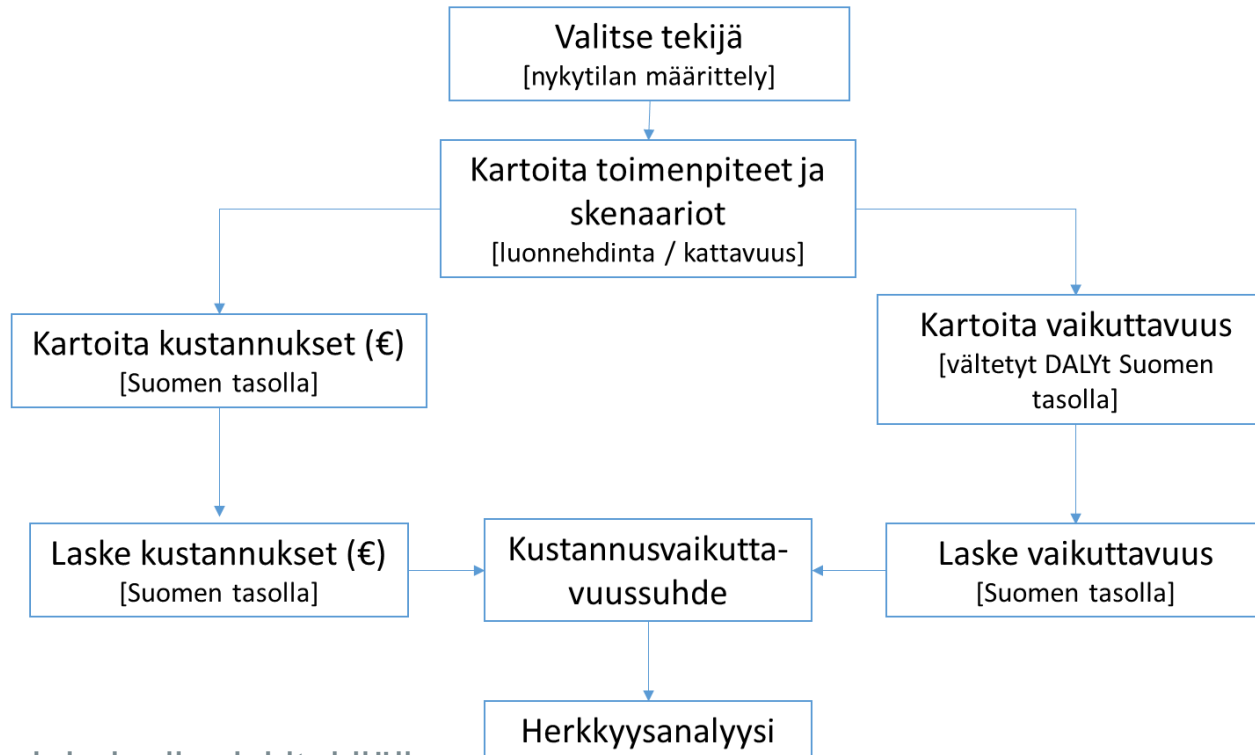 Valitse tekijä
[nykytilan määrittely]
Kartoita toimenpiteet ja
skenaariot
[luonnehdinta / kattavuus]
Kartoita kustannukset (€)
[Suomen tasolla]
Kartoita vaikuttavuus
[vältetyt DALYt Suomen
tasolla]
Laske kustannukset (€)
[Suomen tasolla]
Kustannusvaikutta-
vuussuhde
Laske vaikuttavuus
[Suomen tasolla]
Herkkyysanalyysi